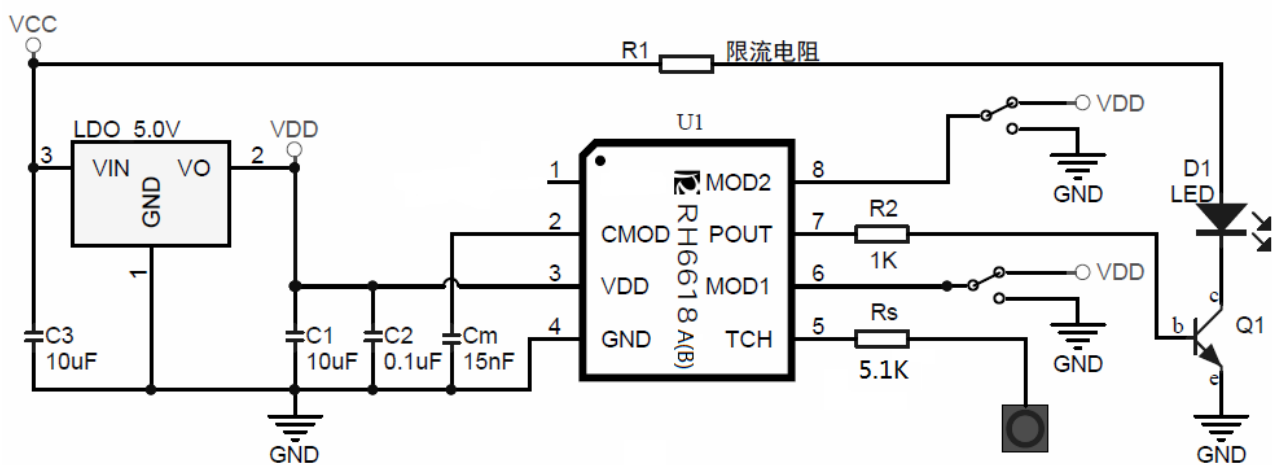 VCC
R1 限流电阻
LDO 5.0V
VDD
3 VIN VO 2
GND
1
C3
10uF
C1
10uF
C2
0.1uF
Cm
15nF
GND
U1
RH6618A(B)
1
2 CMOD
3 VDD
4 GND
MOD2 8
POUT 7
MOD1 6
TCH 5
VDD
GND
R2
1K
VDD
GND
Rs
5.1K
D1
LED
c
b
e
Q1
GND